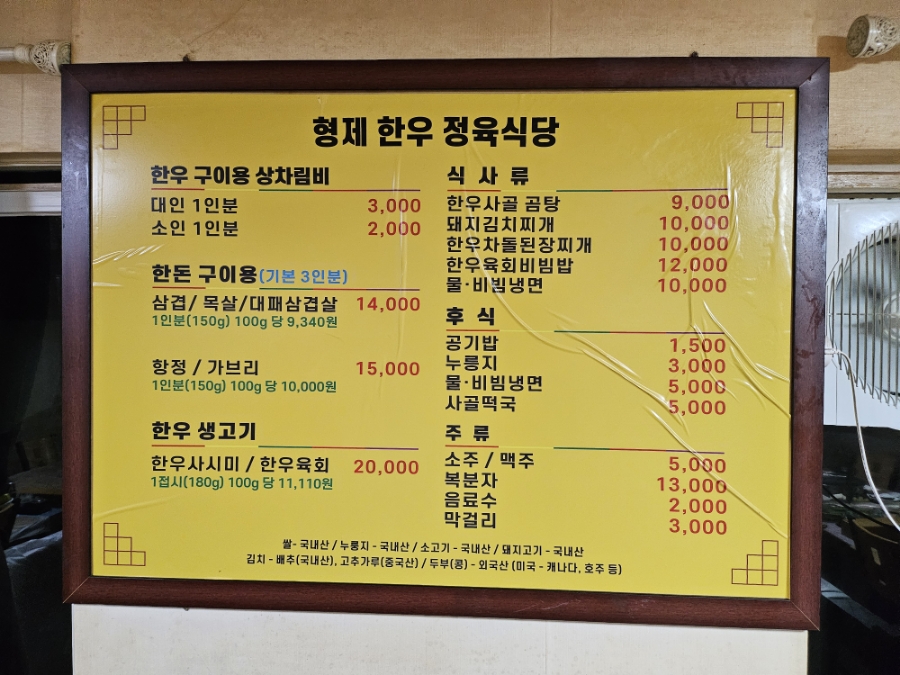 형제 한우 정육식당
한우 구이용 상차림비
대인 1인분 3,000
소인 1인분 2,000
한돈 구이용(기본 3인분)
삼겹/ 목살/대패삼겹살 14,000
1인분(150g) 100g 당 9,340원
항정 / 가브리 15,000
1인분(150g) 100g 당 10,000원
한우 생고기
한우사시미 / 한우육회 20,000
1접시(180g) 100g 당 11,110원
식 사 류
한우사골 곰탕 9,000
돼지김치찌개 10,000
한우차돌된장찌개 10,000
한우육회비빔밥 12,000
물·비빔냉면 10,000
후 식
공기밥 1,500
누릉지 3,000
물·비빔냉면 5,000
사골떡국 5,000
주 류
소주 / 맥주 5,000
복분자 13,000
음료수 2,000
막걸리 3,000
쌀- 국내산 / 누룽지 - 국내산 / 소고기 - 국내산 / 돼지고기 - 국내산
김치 - 배추(국내산), 고추가루(중국산) / 두부(콩) - 외국산 (미국 - 캐나다, 호주 등)